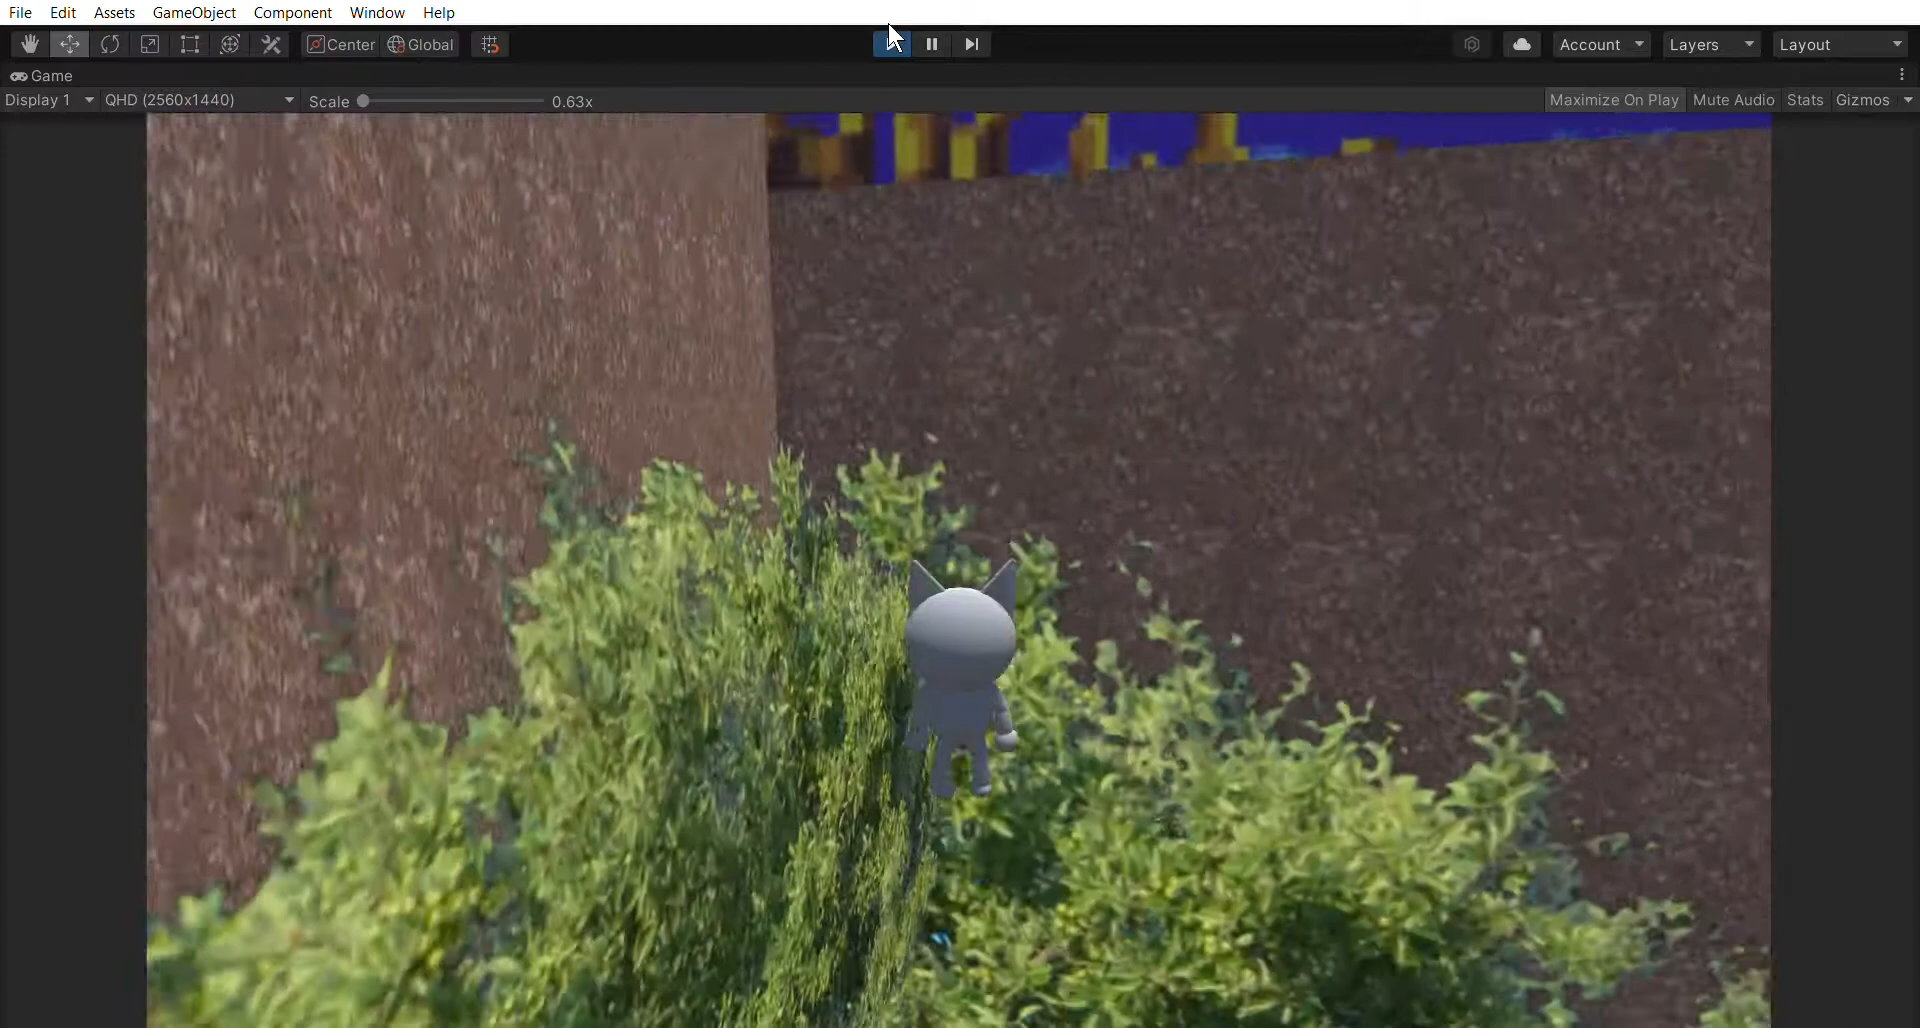 File Edit Assets GameObject Component Window Help
Center Global Account Layers Layout
Game
Display 1 QHD (2560x1440) Scale 0.63x Maximize On Play Mute Audio Stats Gizmos